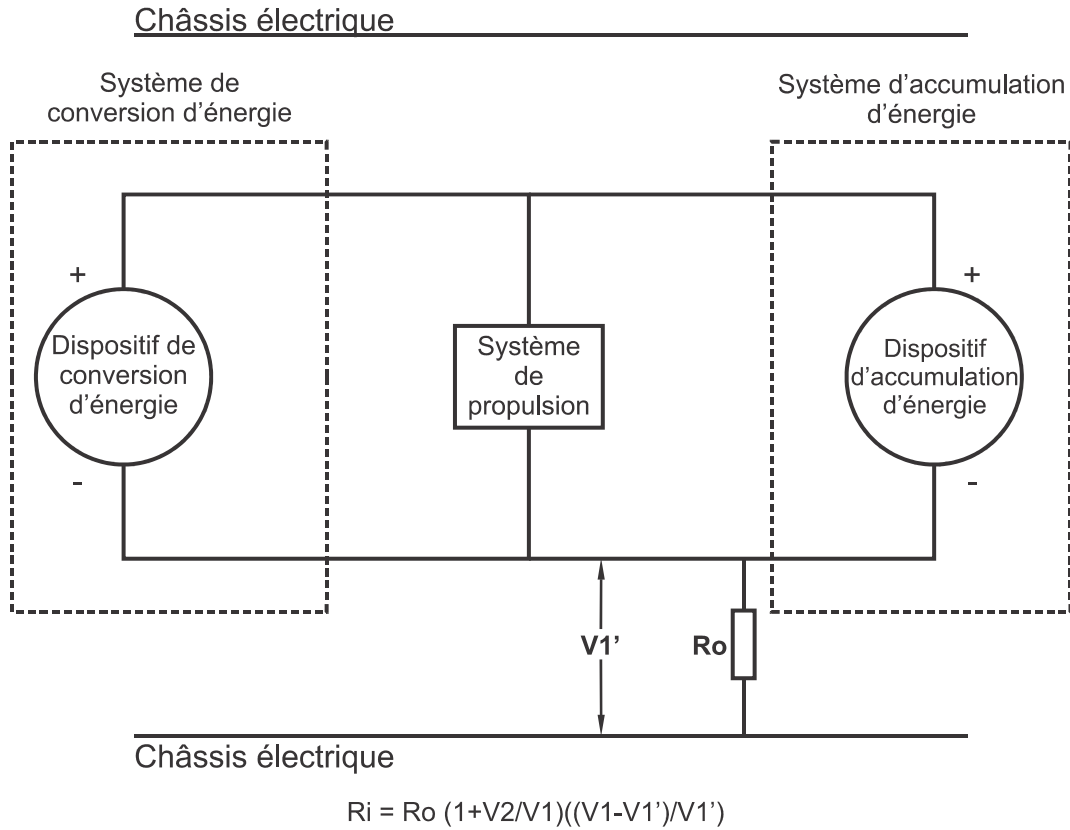 Châssis électrique
Système de
conversion d’énergie
Système d’accumulation
d’énergie
+
+
Dispositif de
conversion
d’énergie
Système
de
propulsion
Dispositif
d’accumulation
d’énergie
-
-
V1’
Ro
Châssis électrique
Ri = Ro (1+V2/V1)((V1-V1’)/V1’)